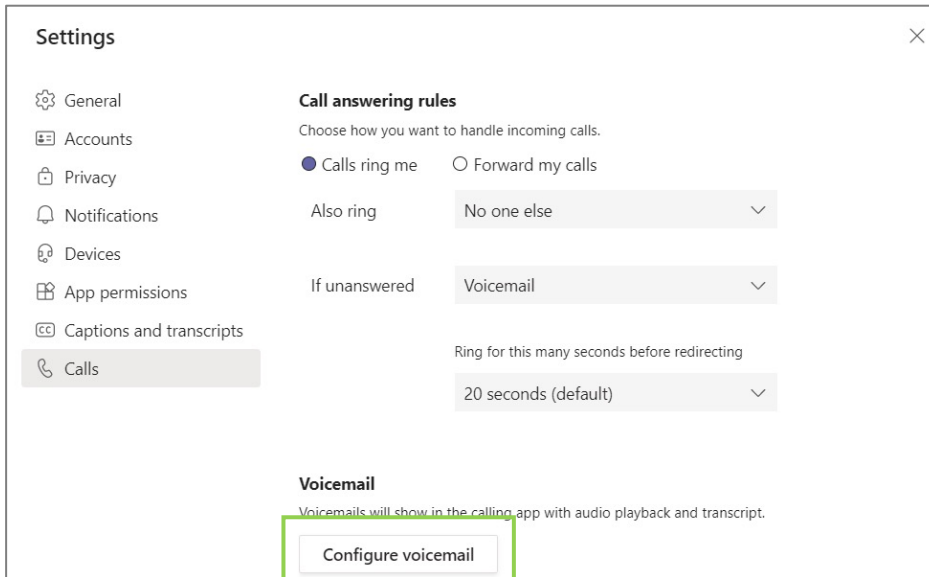 Settings
General
Accounts
Privacy
Notifications
Devices
App permissions
CC Captions and transcripts
Calls
Call answering rules
Choose how you want to handle incoming calls.
Calls ring me Forward my calls
Also ring No one else
If unanswered Voicemail
Ring for this many seconds before redirecting
20 seconds (default)
Voicemail
Voicemails will show in the calling app with audio playback and transcript.
Configure voicemail